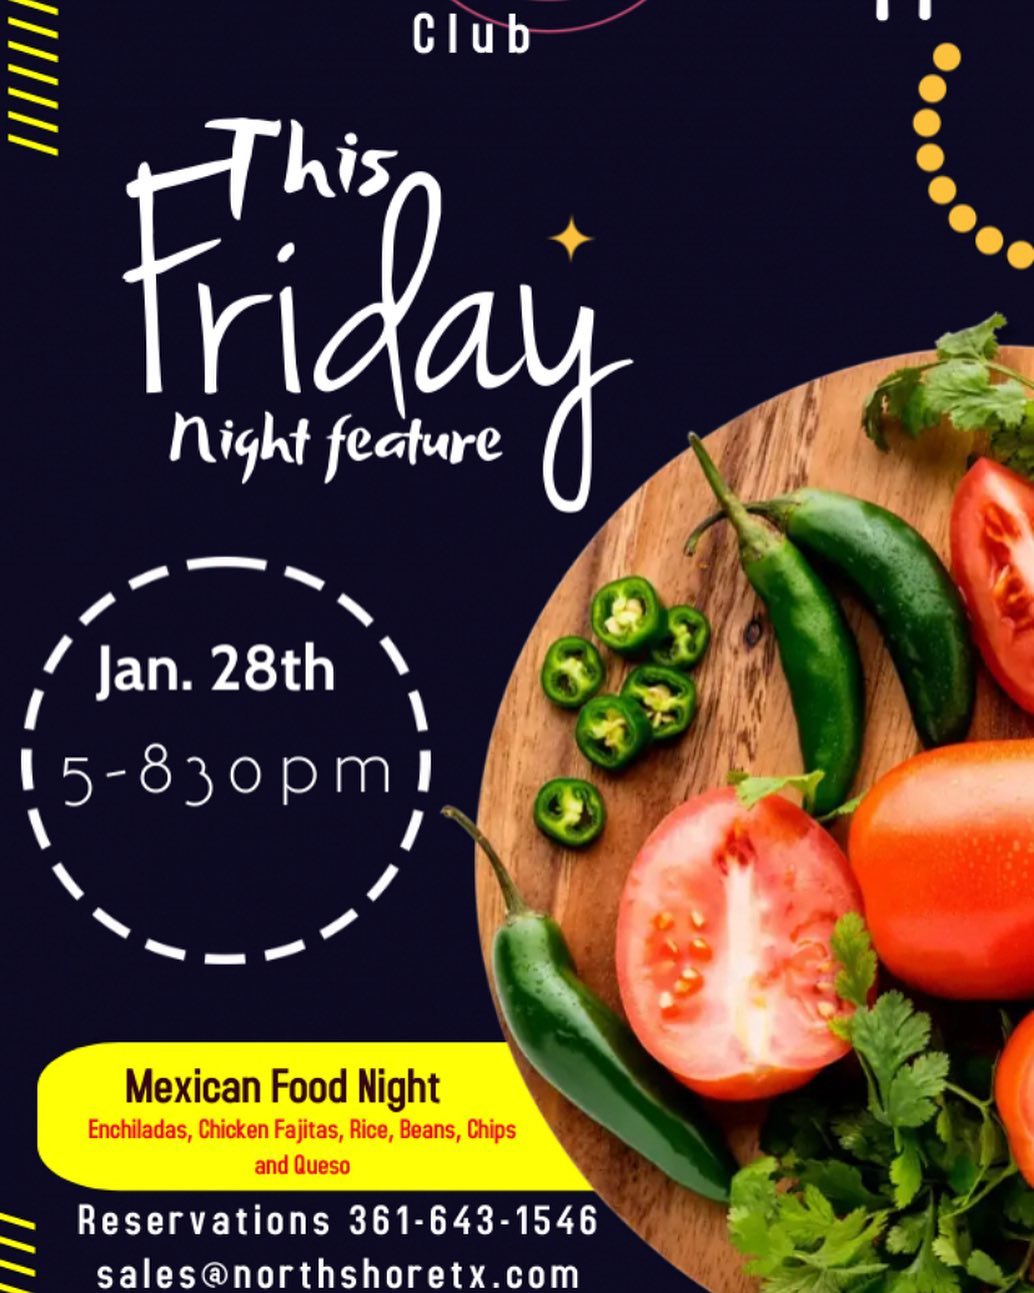 Club
This
Friday
Night feature
Jan. 28th
5-830pm
Mexican Food Night
Enchiladas, Chicken Fajitas, Rice, Beans, Chips
and Queso
Reservations 361-643-1546
sales@northshoretx.com